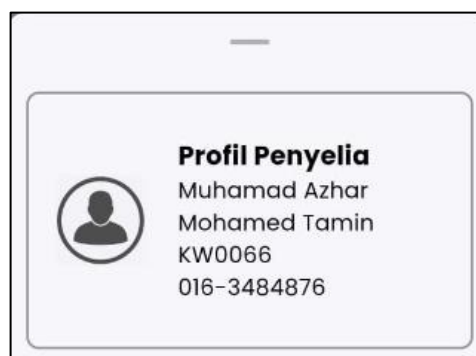 Profil Penyelia
Muhamad Azhar
Mohamed Tamin
KW0066
016-3484876